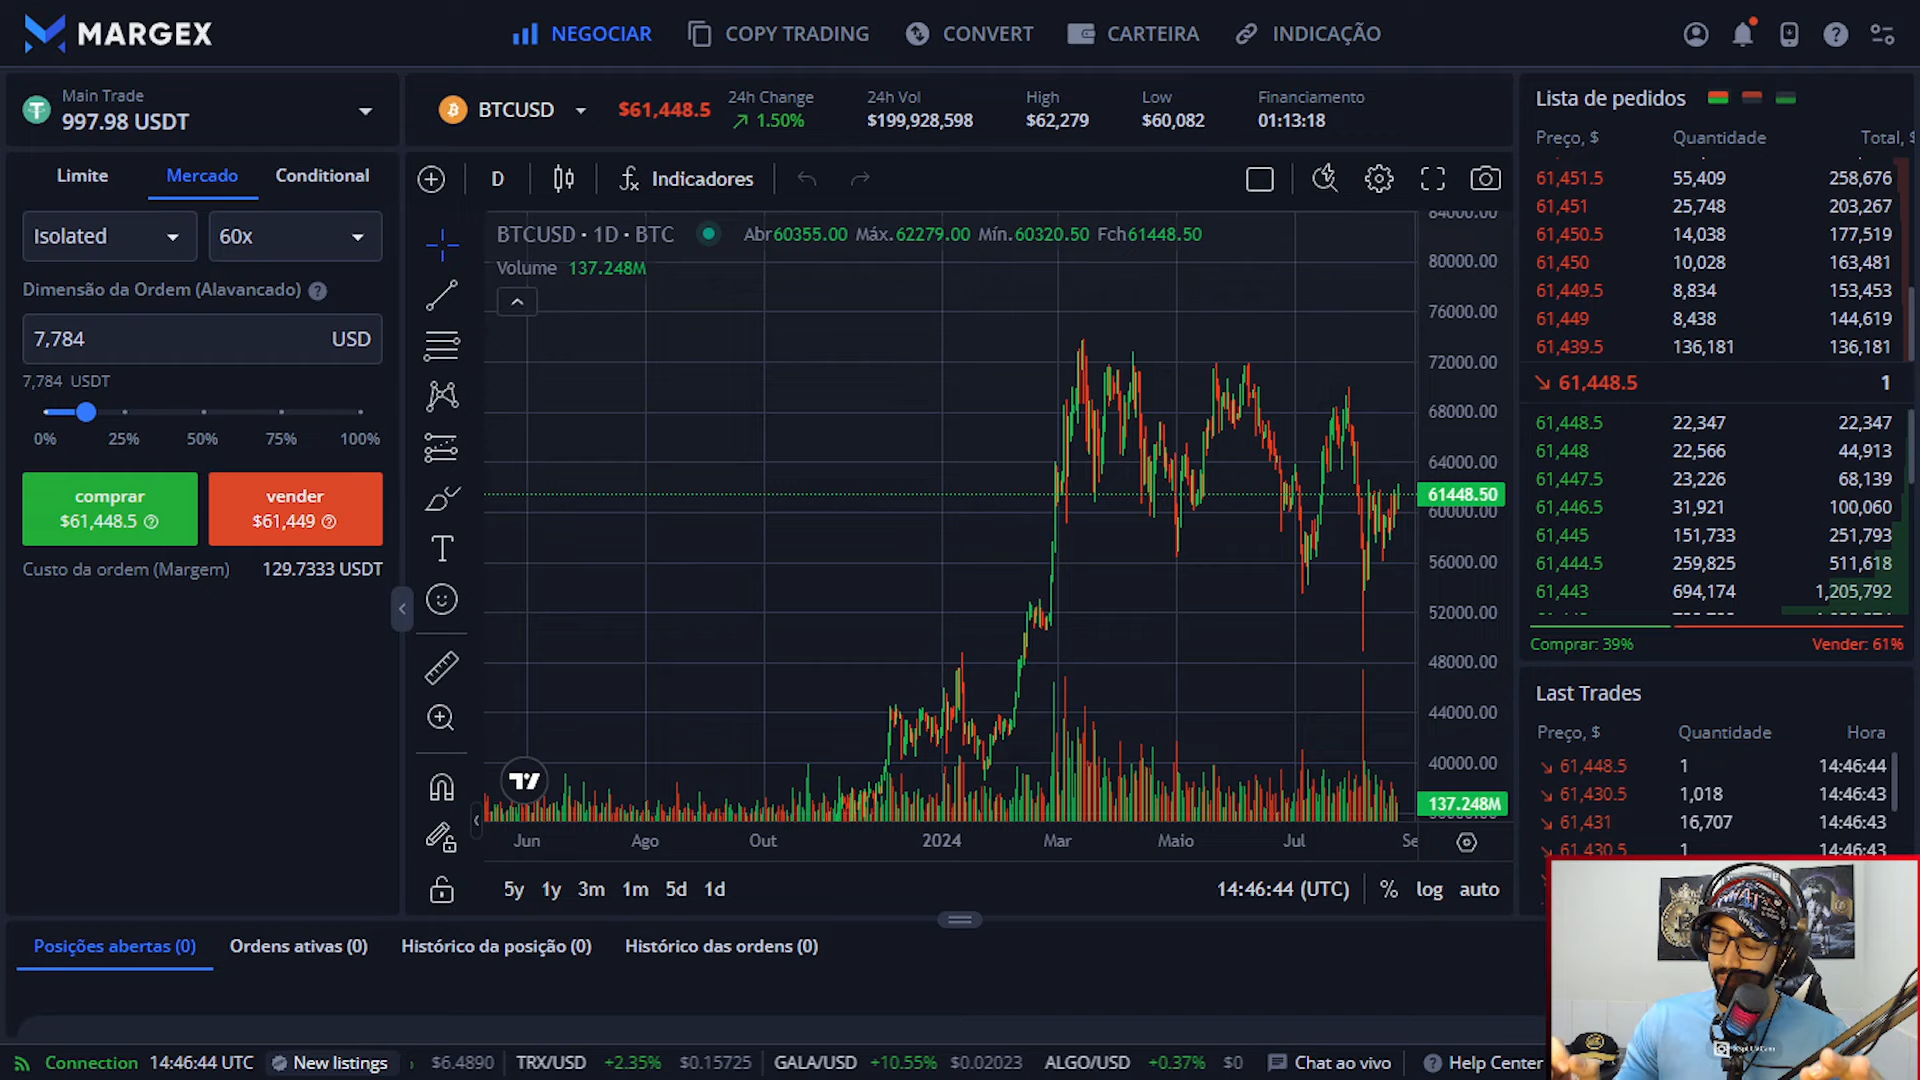 MARGEX
NEGOCIAR
COPY TRADING
CONVERT
CARTEIRA
INDICAÇÃO
Main Trade
997.98 USDT
BTCUSD
$61,448.5
24h Change
1.50%
24h Vol
$199,928,598
High
$62,279
Low
$60,082
Financiamento
01:13:18
Limite
Mercado
Conditional
Isolated
60x
Dimensão da Ordem (Alavancado)
7,784
USD
7,784 USDT
0%
25%
50%
75%
100%
comprar
$61,448.5
vender
$61,449
Custo da ordem (Margem)
129.7333 USDT
D
Indicadores
BTCUSD · 1D · BTC
Abr60355.00 Máx.62279.00 Mín.60320.50 Fch61448.50
Volume 137.248M
84000.00
80000.00
76000.00
72000.00
68000.00
64000.00
61448.50
60000.00
56000.00
52000.00
48000.00
44000.00
40000.00
137.248M
Jun
Ago
Out
2024
Mar
Maio
Jul
Se
5y
1y
3m
1m
5d
1d
14:46:44 (UTC)
%
log
auto
Lista de pedidos
Preço, $
Quantidade
Total, $
61,451.5 55,409 258,676
61,451 25,748 203,267
61,450.5 14,038 177,519
61,450 10,028 163,481
61,449.5 8,834 153,453
61,449 8,438 144,619
61,439.5 136,181 136,181
61,448.5 1
61,448.5 22,347 22,347
61,448 22,566 44,913
61,447.5 23,226 68,139
61,446.5 31,921 100,060
61,445 151,733 251,793
61,444.5 259,825 511,618
61,443 694,174 1,205,792
Comprar: 39%
Vender: 61%
Last Trades
Preço, $
Quantidade
Hora
61,448.5 1 14:46:44
61,430.5 1,018 14:46:43
61,431 16,707 14:46:43
61,430.5 1 14:46:43
Posições abertas (0)
Ordens ativas (0)
Histórico da posição (0)
Histórico das ordens (0)
Connection
14:46:44 UTC
New listings
$6.4890
TRX/USD +2.35% $0.15725
GALA/USD +10.55% $0.02023
ALGO/USD +0.37% $0
Chat ao vivo
Help Center